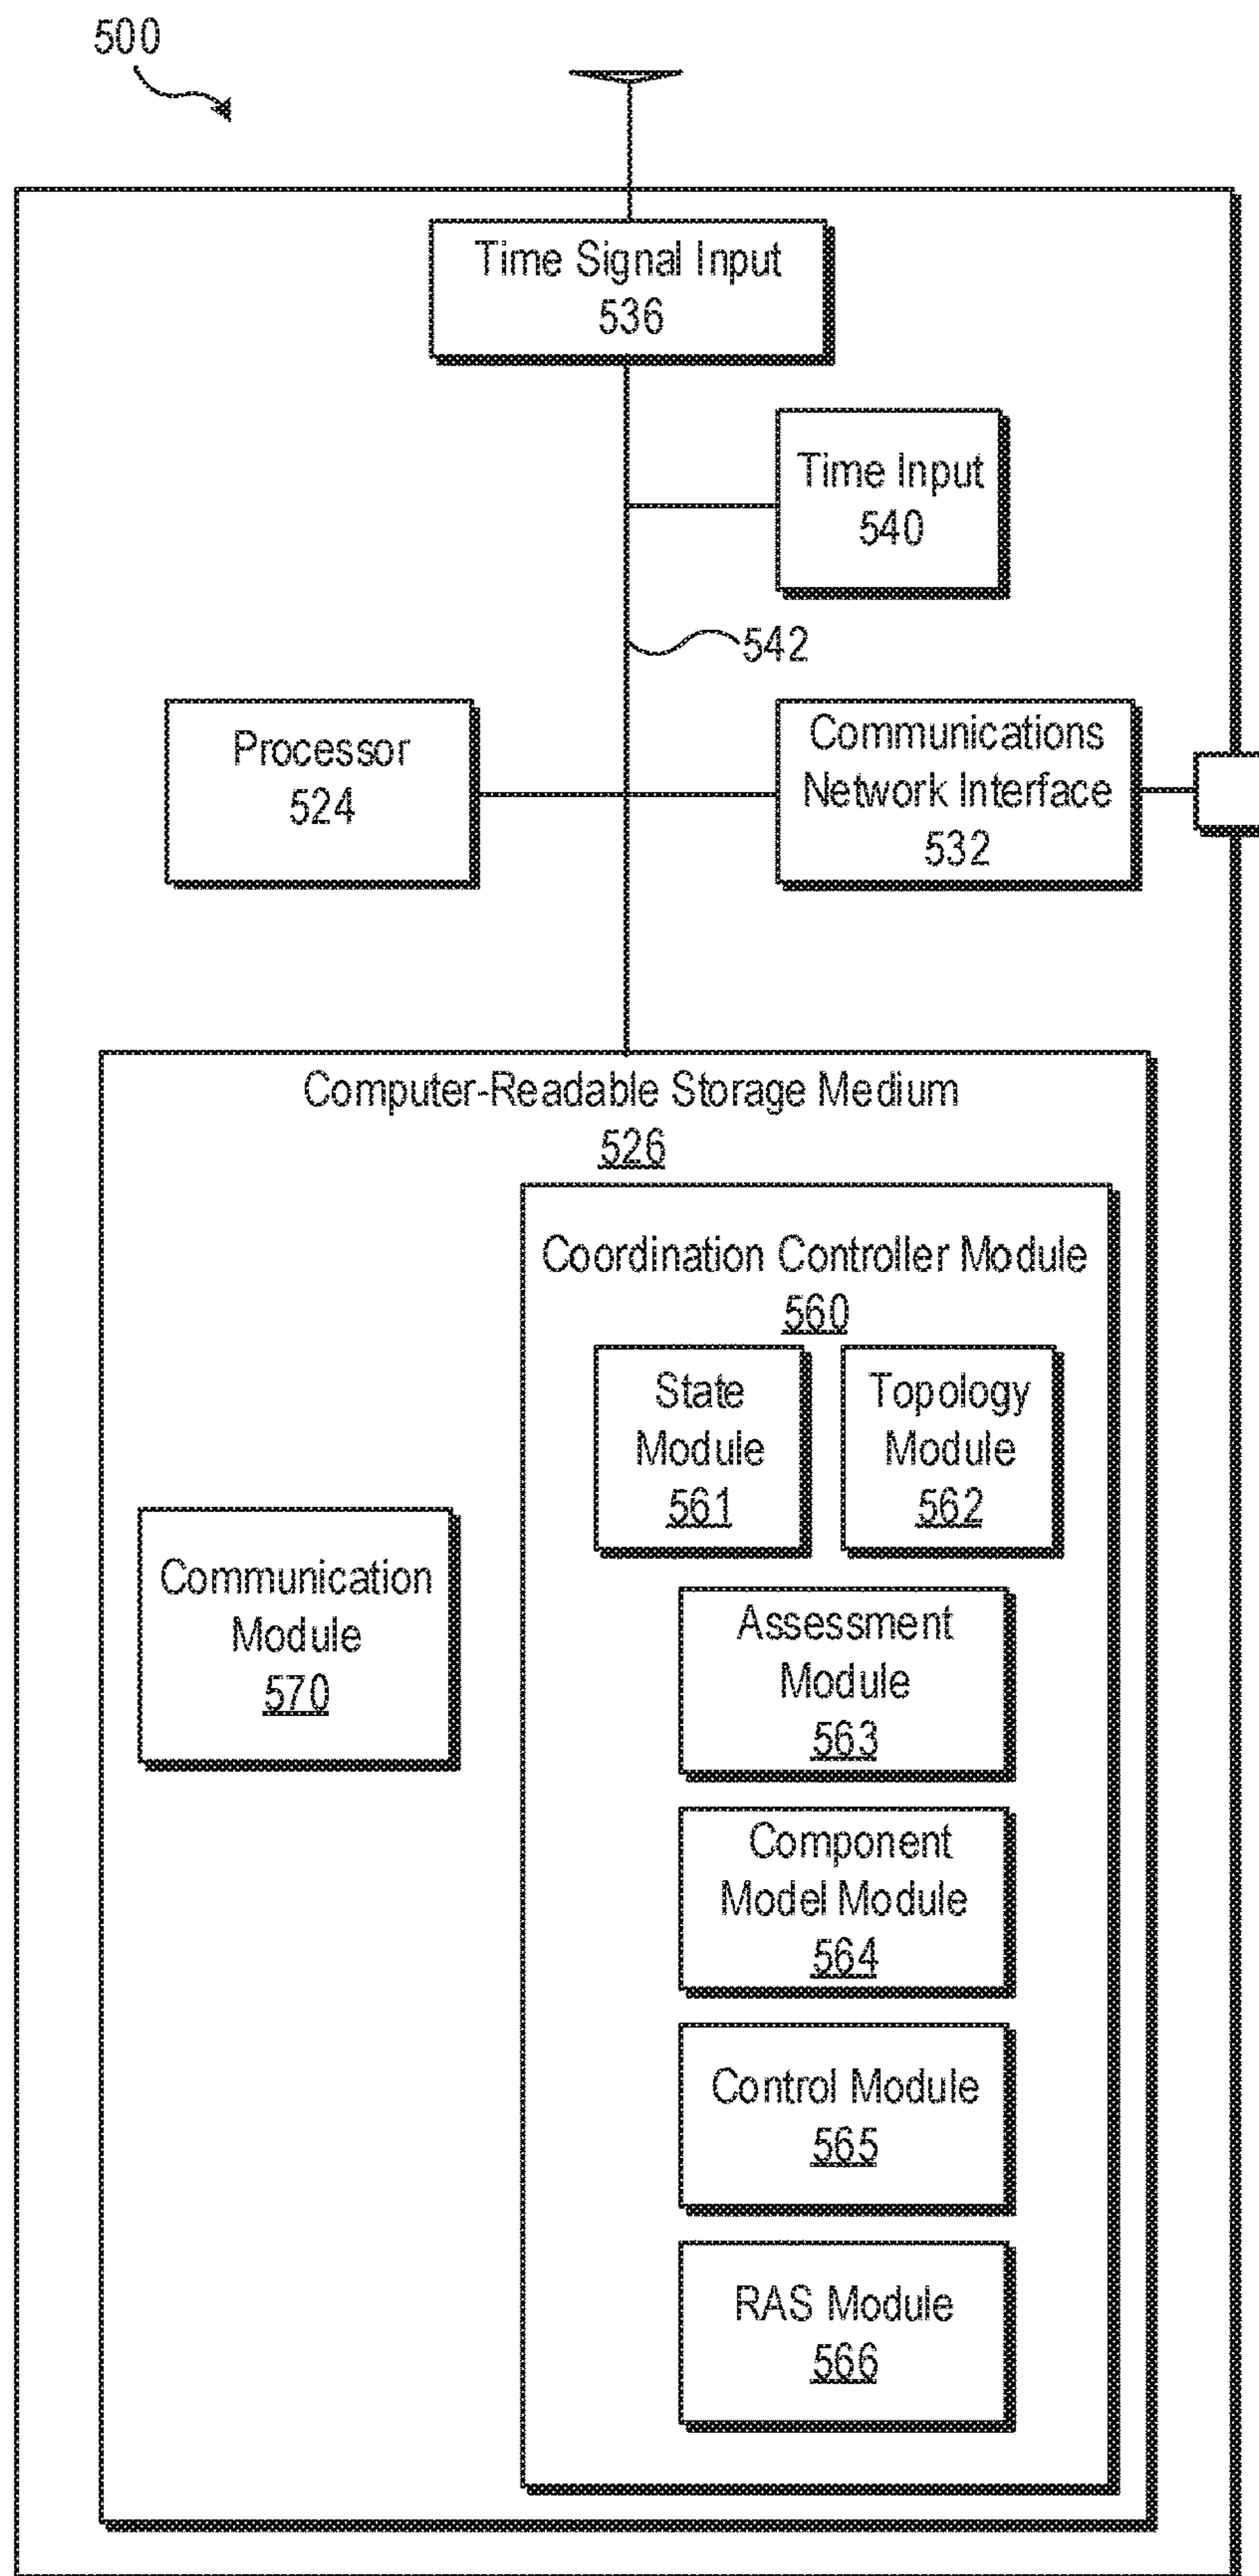 500
Time Signal Input
536
Time Input
540
542
Processor
524
Communications
Network Interface
532
Computer-Readable Storage Medium
526
Coordination Controller Module
560
State
Module
561
Topology
Module
562
Communication
Module
570
Assessment
Module
563
Component
Model Module
564
Control Module
565
RAS Module
566